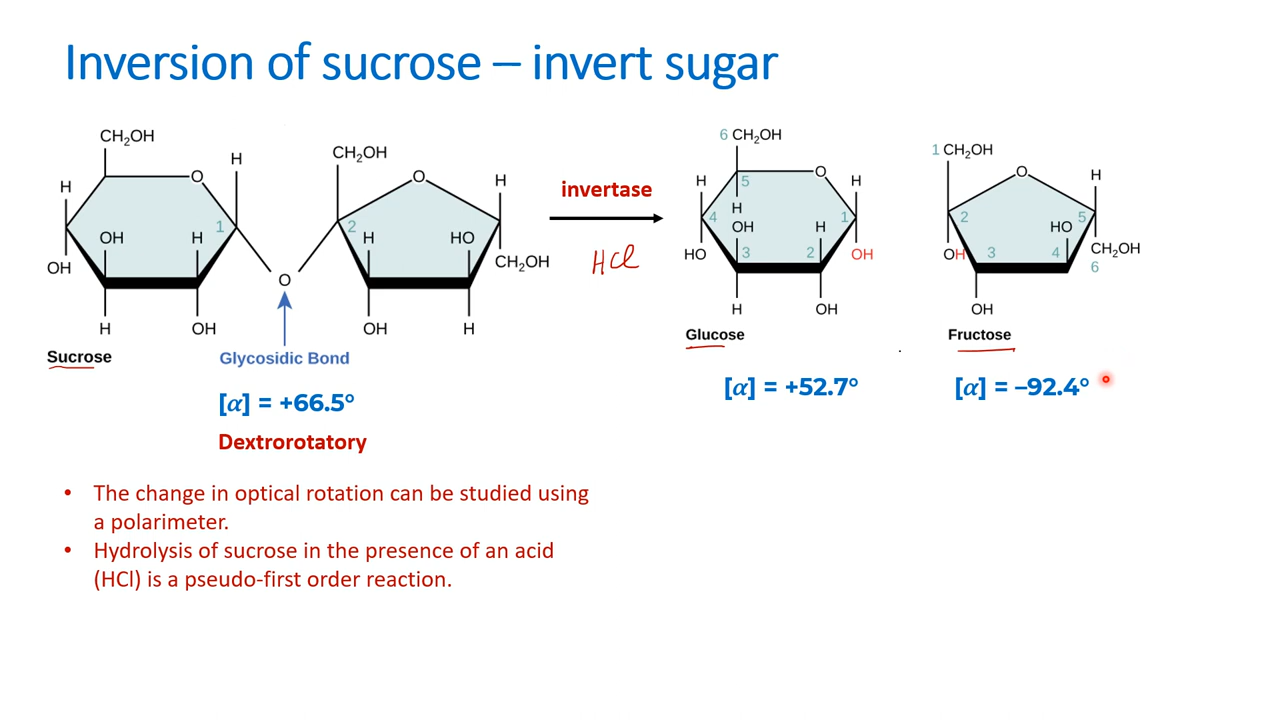 Inversion of sucrose – invert sugar
CH₂OH
H
O
H
OH
H
1
OH
H
OH
Sucrose
O
Glycosidic Bond
CH₂OH
O
H
2
H
HO
CH₂OH
OH
H
[α] = +66.5°
Dextrorotatory
invertase
HCl
6 CH₂OH
H
5
O
H
4
H
OH
H
1
HO
3
2
OH
H
OH
Glucose
[α] = +52.7°
1 CH₂OH
O
H
2
5
HO
OH
3
4
CH₂OH
6
OH
Fructose
[α] = –92.4°
• The change in optical rotation can be studied using
a polarimeter.
• Hydrolysis of sucrose in the presence of an acid
(HCl) is a pseudo-first order reaction.